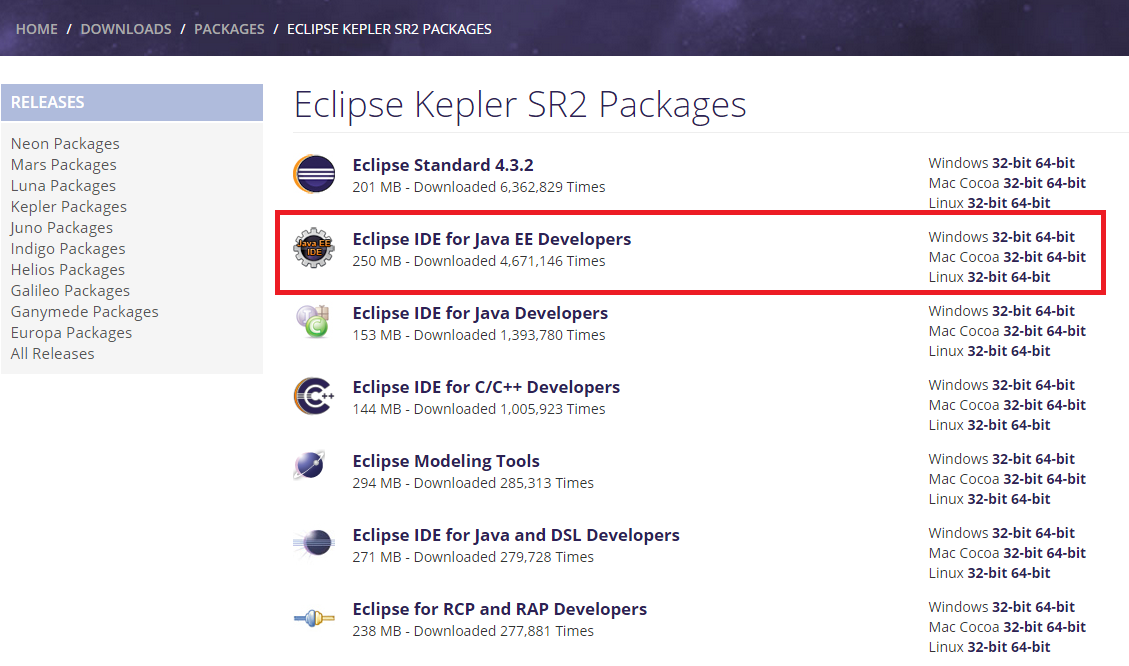 HOME / DOWNLOADS / PACKAGES / ECLIPSE KEPLER SR2 PACKAGES
RELEASES
Neon Packages
Mars Packages
Luna Packages
Kepler Packages
Juno Packages
Indigo Packages
Helios Packages
Galileo Packages
Ganymede Packages
Europa Packages
All Releases
Eclipse Kepler SR2 Packages
Eclipse Standard 4.3.2
201 MB - Downloaded 6,362,829 Times
Windows 32-bit 64-bit
Mac Cocoa 32-bit 64-bit
Linux 32-bit 64-bit
Java EE
IDE
Eclipse IDE for Java EE Developers
250 MB - Downloaded 4,671,146 Times
Windows 32-bit 64-bit
Mac Cocoa 32-bit 64-bit
Linux 32-bit 64-bit
Eclipse IDE for Java Developers
153 MB - Downloaded 1,393,780 Times
Windows 32-bit 64-bit
Mac Cocoa 32-bit 64-bit
Linux 32-bit 64-bit
C++
Eclipse IDE for C/C++ Developers
144 MB - Downloaded 1,005,923 Times
Windows 32-bit 64-bit
Mac Cocoa 32-bit 64-bit
Linux 32-bit 64-bit
Eclipse Modeling Tools
294 MB - Downloaded 285,313 Times
Windows 32-bit 64-bit
Mac Cocoa 32-bit 64-bit
Linux 32-bit 64-bit
Eclipse IDE for Java and DSL Developers
271 MB - Downloaded 279,728 Times
Windows 32-bit 64-bit
Mac Cocoa 32-bit 64-bit
Linux 32-bit 64-bit
Eclipse for RCP and RAP Developers
238 MB - Downloaded 277,881 Times
Windows 32-bit 64-bit
Mac Cocoa 32-bit 64-bit
Linux 32-bit 64-bit